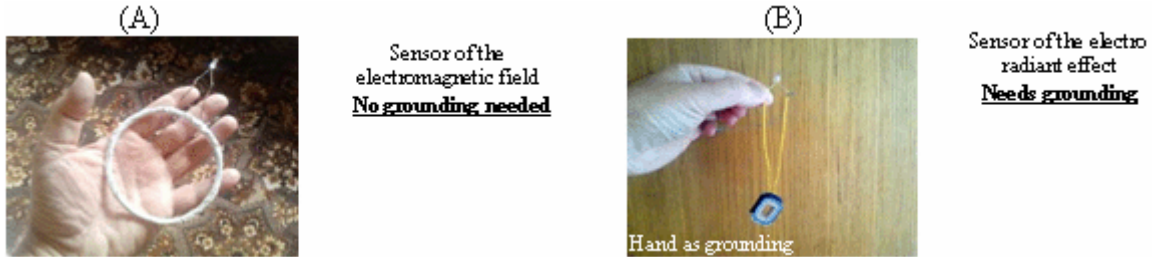 (A)
Sensor of the
electromagnetic field
No grounding needed
(B)
Hand as grounding
Sensor of the electro
radiant effect
Needs grounding